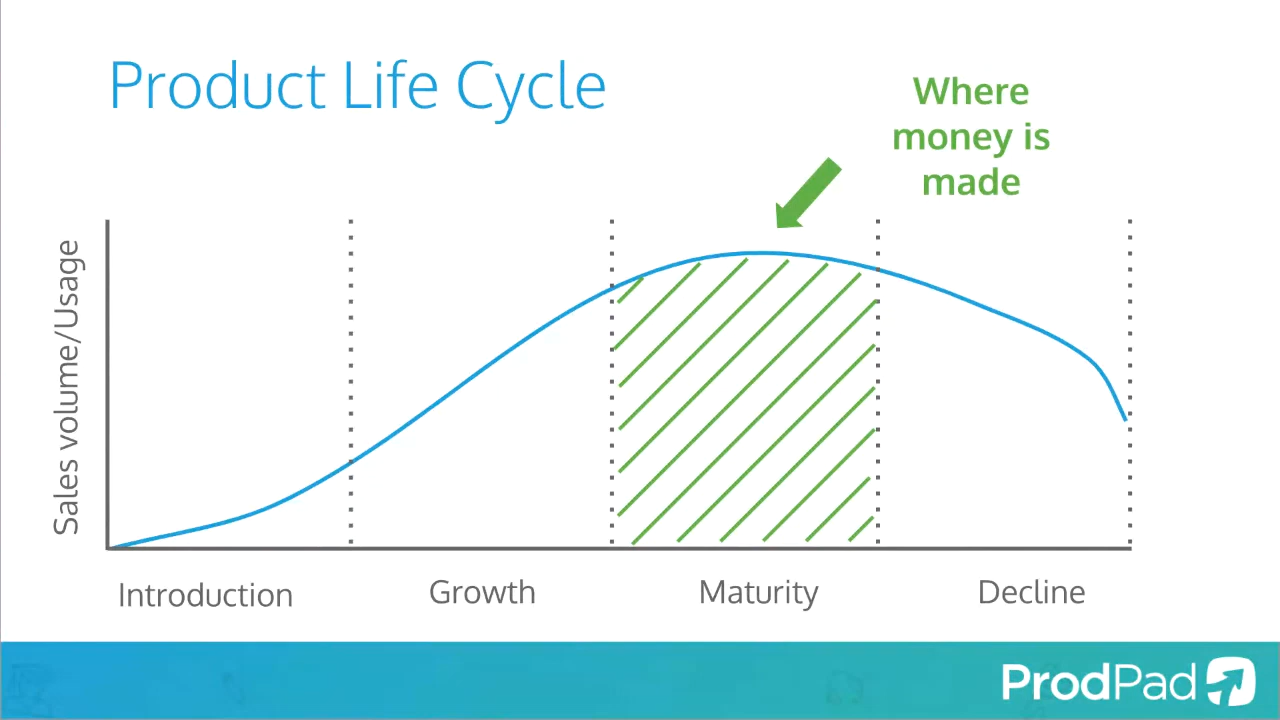 Product Life Cycle
Where
money is
made
Sales volume/Usage
Introduction
Growth
Maturity
Decline
ProdPad